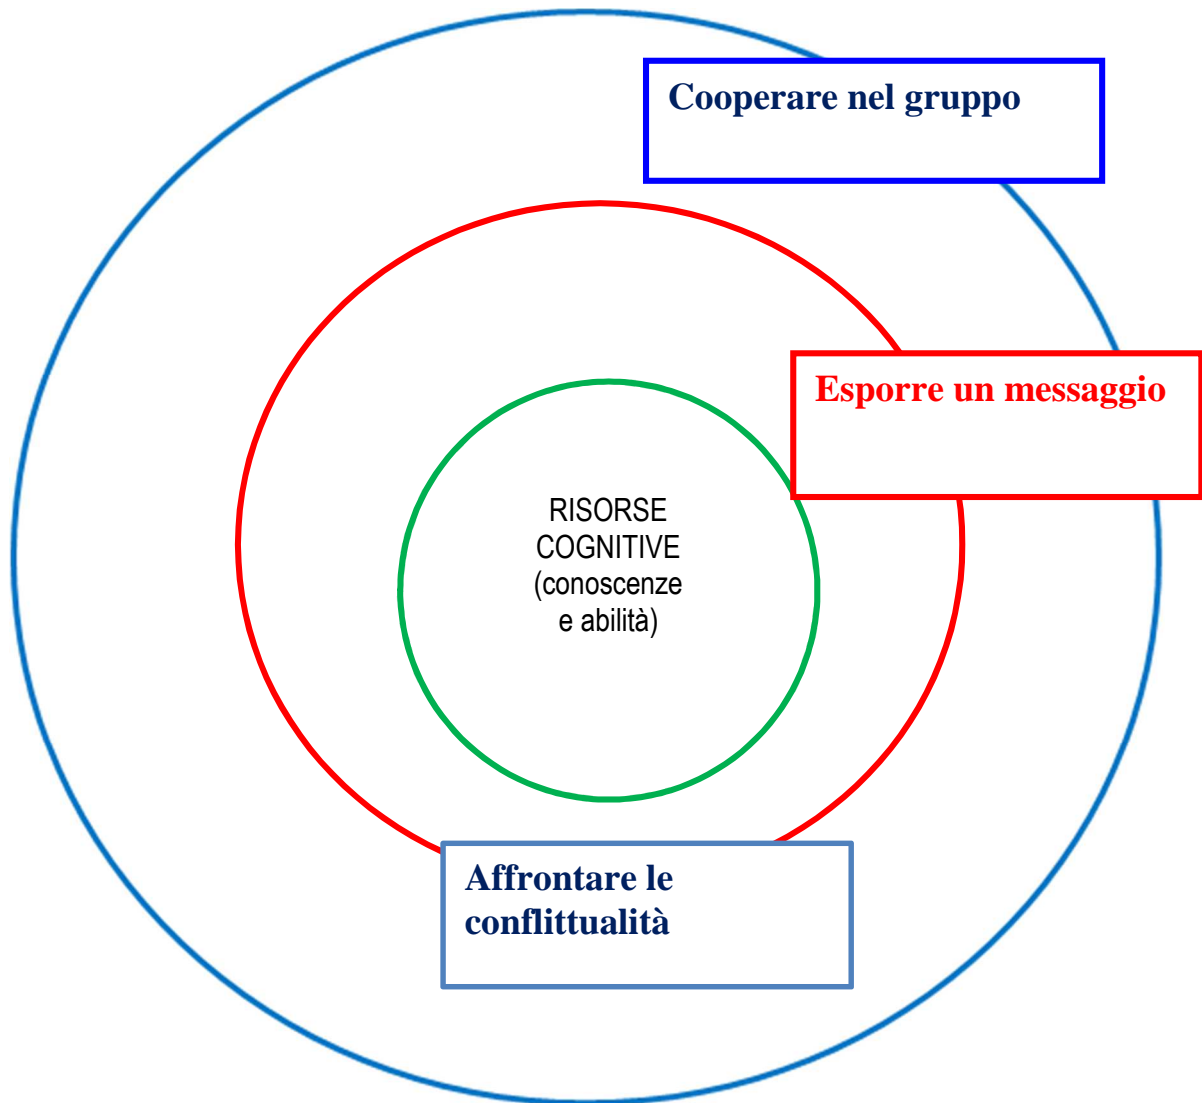 Cooperare nel gruppo
Esporre un messaggio
RISORSE
COGNITIVE
(conoscenze
e abilità)
Affrontare le
conflittualità